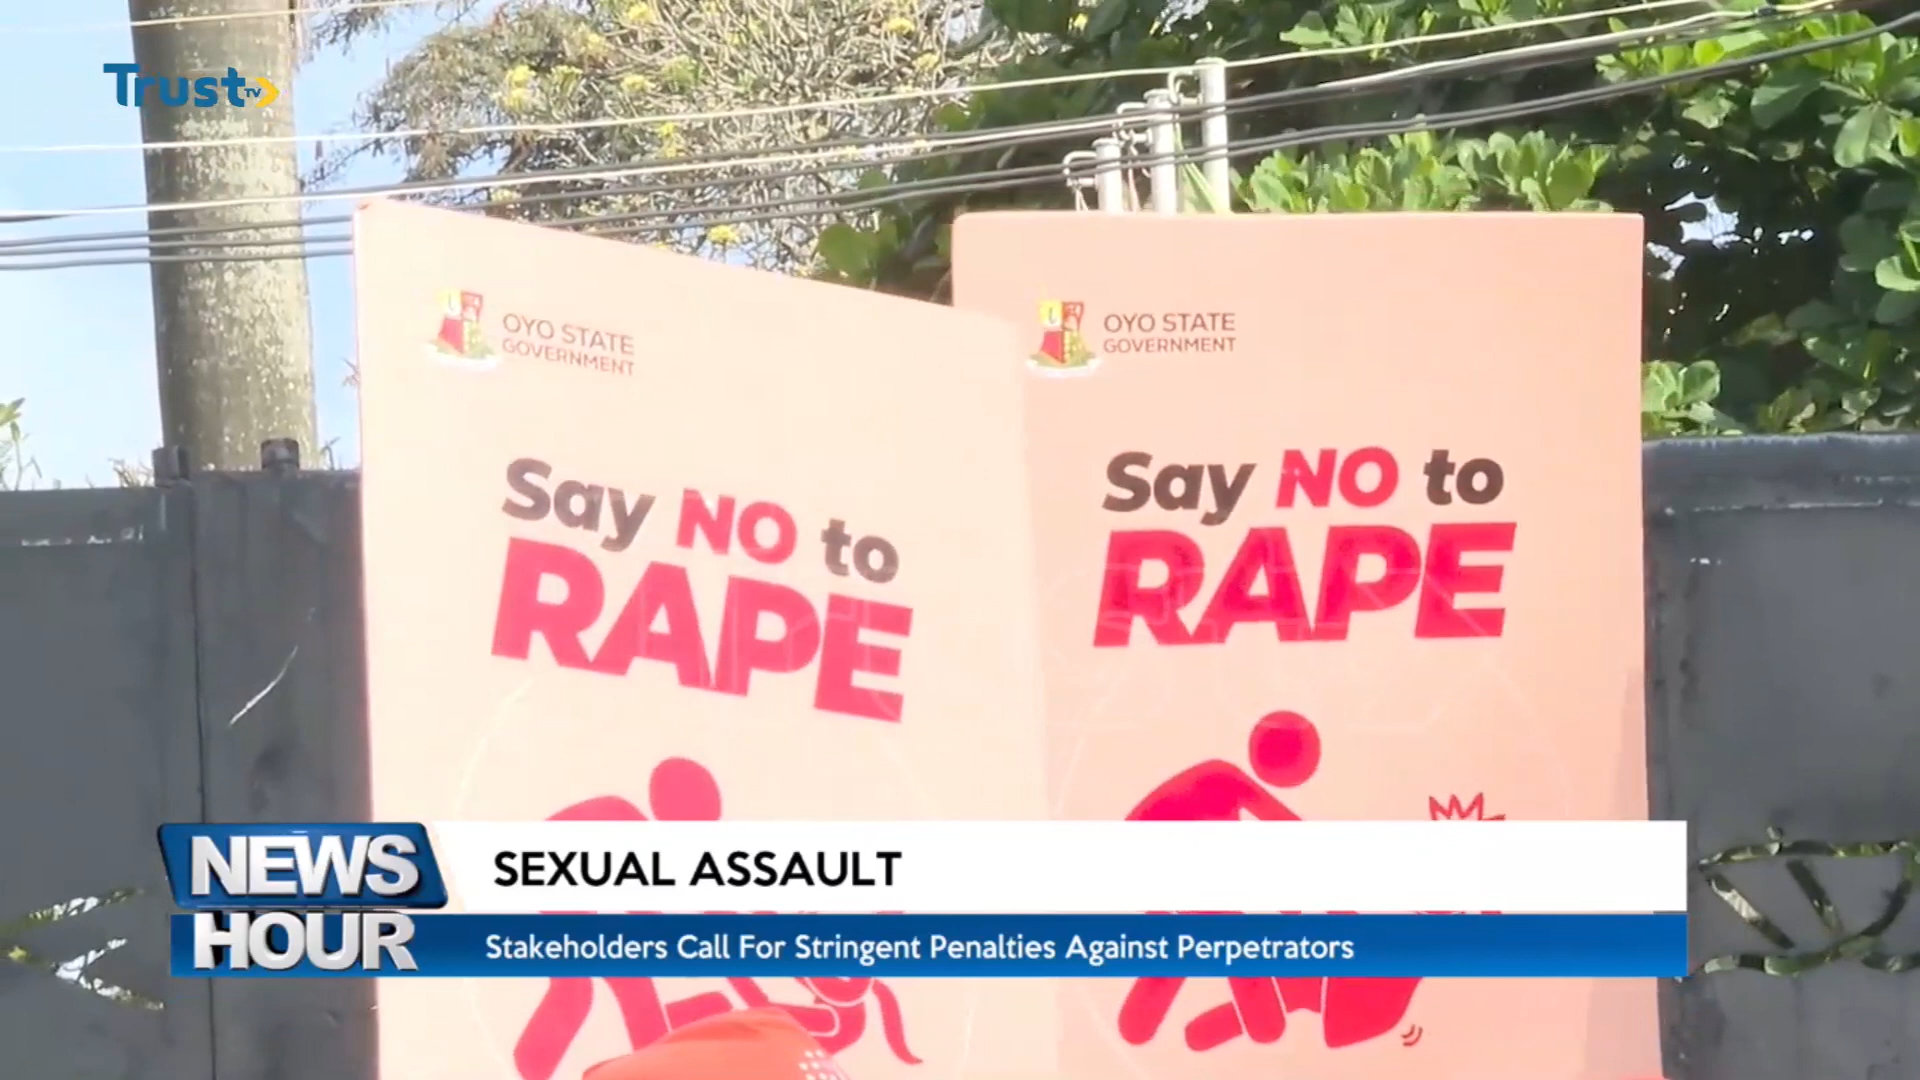 Trust TV
OYO STATE
GOVERNMENT
Say NO to
RAPE
OYO STATE
GOVERNMENT
Say NO to
RAPE
NEWS
HOUR
SEXUAL ASSAULT
Stakeholders Call For Stringent Penalties Against Perpetrators